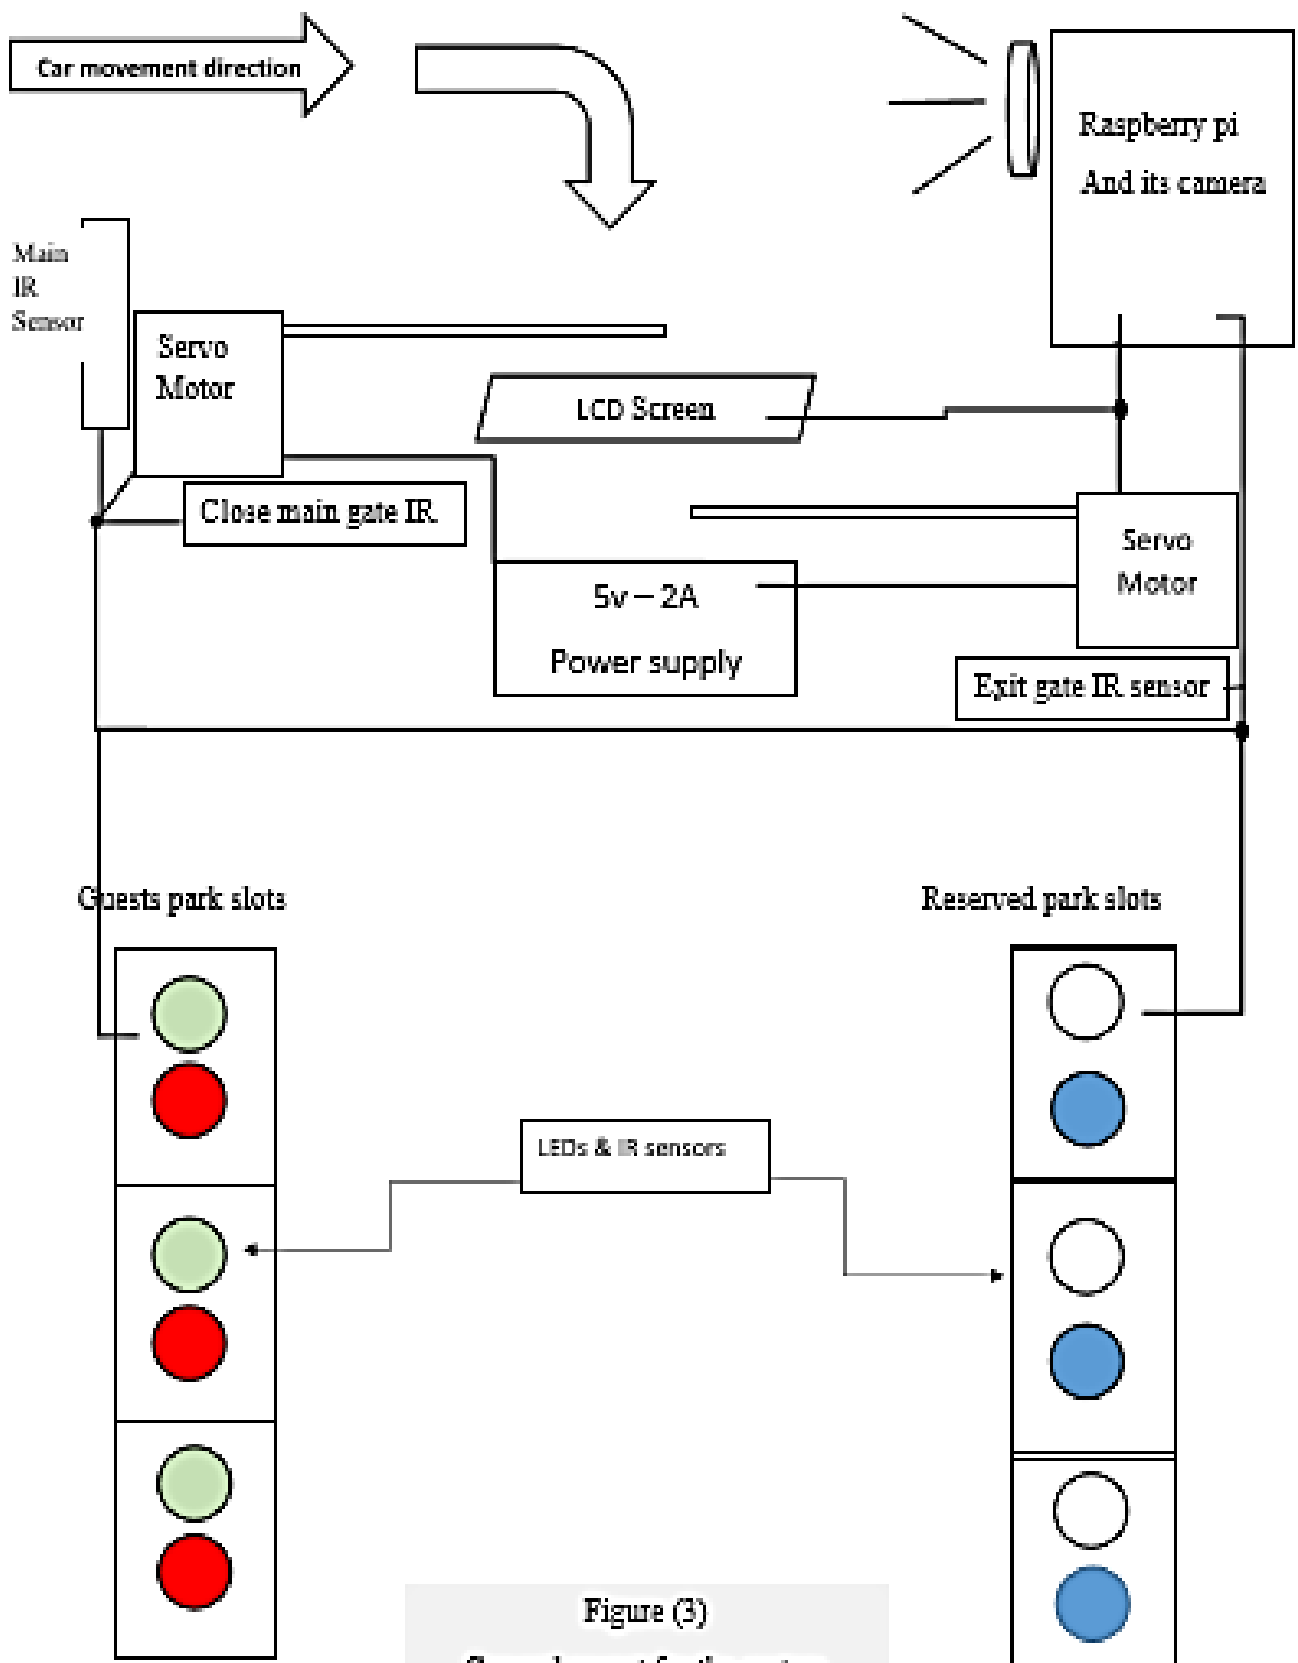 Car movement direction
Raspberry pi
And its camera
Main
IR
Sensor
Servo
Motor
LCD Screen
Close main gate IR
Servo
Motor
5v – 2A
Power supply
Exit gate IR sensor
Guests park slots
Reserved park slots
LEDs & IR sensors
Figure (3)